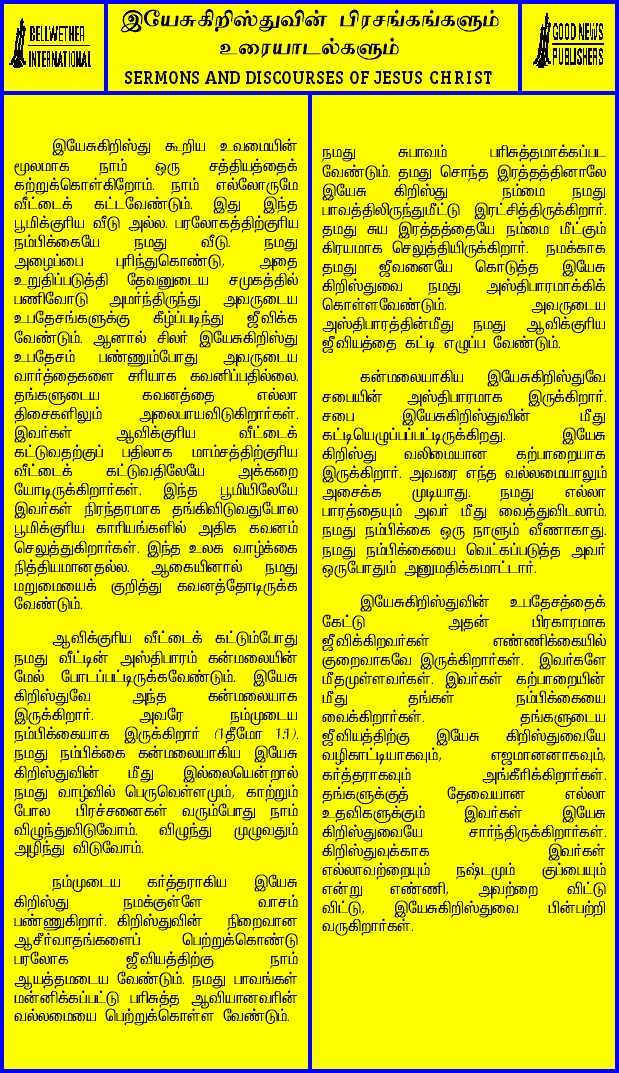 BELLWETHER
INTERNATIONAL
இயேசுகிறிஸ்துவின் பிரசங்கங்களும்
உரையாடல்களும்
SERMONS AND DISCOURSES OF JESUS CHRIST
GOOD NEWS
PUBLISHERS
இயேசுகிறிஸ்து கூறிய உவமையின்
மூலமாக நாம் ஒரு சத்தியத்தைக்
கற்றுக்கொள்கிறோம். நாம் எல்லோருமே
வீட்டைக் கட்டவேண்டும். இது இந்த
பூமிக்குரிய வீடு அல்ல. பரலோகத்திற்குரிய
நம்பிக்கையே நமது வீடு. நமது
அழைப்பை புரிந்துகொண்டு, அதை
உறுதிப்படுத்தி தேவனுடைய சமுகத்தில்
பணிவோடு அமர்ந்திருந்து அவருடைய
உபதேசங்களுக்கு கீழ்ப்படிந்து ஜீவிக்க
வேண்டும். ஆனால் சிலர் இயேசுகிறிஸ்து
உபதேசம் பண்ணும்போது அவருடைய
வார்த்தைகளை சரியாக கவனிப்பதில்லை.
தங்களுடைய கவனத்தை எல்லா
திசைகளிலும் அலைபாயவிடுகிறார்கள்.
இவர்கள் ஆவிக்குரிய வீட்டைக்
கட்டுவதற்குப் பதிலாக மாம்சத்திற்குரிய
வீட்டைக் கட்டுவதிலேயே அக்கறை
யோடிருக்கிறார்கள். இந்த பூமியிலேயே
இவர்கள் நிரந்தரமாக தங்கிவிடுவதுபோல
பூமிக்குரிய காரியங்களில் அதிக கவனம்
செலுத்துகிறார்கள். இந்த உலக வாழ்க்கை
நித்தியமானதல்ல. ஆகையினால் நமது
மறுமையைக் குறித்து கவனத்தோடிருக்க
வேண்டும்.
ஆவிக்குரிய வீட்டைக் கட்டும்போது
நமது வீட்டின் அஸ்திபாரம் கன்மலையின்
மேல் போடப்பட்டிருக்கவேண்டும். இயேசு
கிறிஸ்துவே அந்த கன்மலையாக
இருக்கிறார். அவரே நம்முடைய
நம்பிக்கையாக இருக்கிறார் (1தீமோ 1:1).
நமது நம்பிக்கை கன்மலையாகிய இயேசு
கிறிஸ்துவின் மீது இல்லையென்றால்
நமது வாழ்வில் பெருவெள்ளமும், காற்றும்
போல பிரச்சனைகள் வரும்போது நாம்
விழுந்துவிடுவோம். விழுந்து முழுவதும்
அழிந்து விடுவோம்.
நம்முடைய கர்த்தராகிய இயேசு
கிறிஸ்து நமக்குள்ளே வாசம்
பண்ணுகிறார். கிறிஸ்துவின் நிறைவான
ஆசீர்வாதங்களைப் பெற்றுக்கொண்டு
பரலோக ஜீவியத்திற்கு நாம்
ஆயத்தமடைய வேண்டும். நமது பாவங்கள்
மன்னிக்கப்பட்டு பரிசுத்த ஆவியானவரின்
வல்லமையை பெற்றுக்கொள்ள வேண்டும்.
நமது சுபாவம் பரிசுத்தமாக்கப்பட
வேண்டும். தமது சொந்த இரத்தத்தினாலே
இயேசு கிறிஸ்து நம்மை நமது
பாவத்திலிருந்துமீட்டு இரட்சித்திருக்கிறார்.
தமது சுய இரத்தத்தையே நம்மை மீட்கும்
கிரயமாக செலுத்தியிருக்கிறார். நமக்காக
தமது ஜீவனையே கொடுத்த இயேசு
கிறிஸ்துவை நமது அஸ்திபாரமாக்கிக்
கொள்ளவேண்டும். அவருடைய
அஸ்திபாரத்தின்மீது நமது ஆவிக்குரிய
ஜீவியத்தை கட்டி எழுப்ப வேண்டும்.
கன்மலையாகிய இயேசுகிறிஸ்துவே
சபையின் அஸ்திபாரமாக இருக்கிறார்.
சபை இயேசுகிறிஸ்துவின் மீது
கட்டியெழுப்பப்பட்டிருக்கிறது. இயேசு
கிறிஸ்து வலிமையான கற்பாறையாக
இருக்கிறார். அவரை எந்த வல்லமையாலும்
அசைக்க முடியாது. நமது எல்லா
பாரத்தையும் அவர் மீது வைத்துவிடலாம்.
நமது நம்பிக்கை ஒரு நாளும் வீணாகாது.
நமது நம்பிக்கையை வெட்கப்படுத்த அவர்
ஒருபோதும் அனுமதிக்கமாட்டார்.
இயேசுகிறிஸ்துவின் உபதேசத்தைக்
கேட்டு அதன் பிரகாரமாக
ஜீவிக்கிறவர்கள் எண்ணிக்கையில்
குறைவாகவே இருக்கிறார்கள். இவர்களே
மீதமுள்ளவர்கள். இவர்கள் கற்பாறையின்
மீது தங்கள் நம்பிக்கையை
வைக்கிறார்கள். தங்களுடைய
ஜீவியத்திற்கு இயேசு கிறிஸ்துவையே
வழிகாட்டியாகவும், எஜமானனாகவும்,
கர்த்தராகவும் அங்கீரிக்கிறார்கள்.
தங்களுக்குத் தேவையான எல்லா
உதவிகளுக்கும் இவர்கள் இயேசு
கிறிஸ்துவையே சார்ந்திருக்கிறார்கள்.
கிறிஸ்துவுக்காக இவர்கள்
எல்லாவற்றையும் நஷ்டமும் குப்பையும்
என்று எண்ணி, அவற்றை விட்டு
விட்டு, இயேசுகிறிஸ்துவை பின்பற்றி
வருகிறார்கள்.